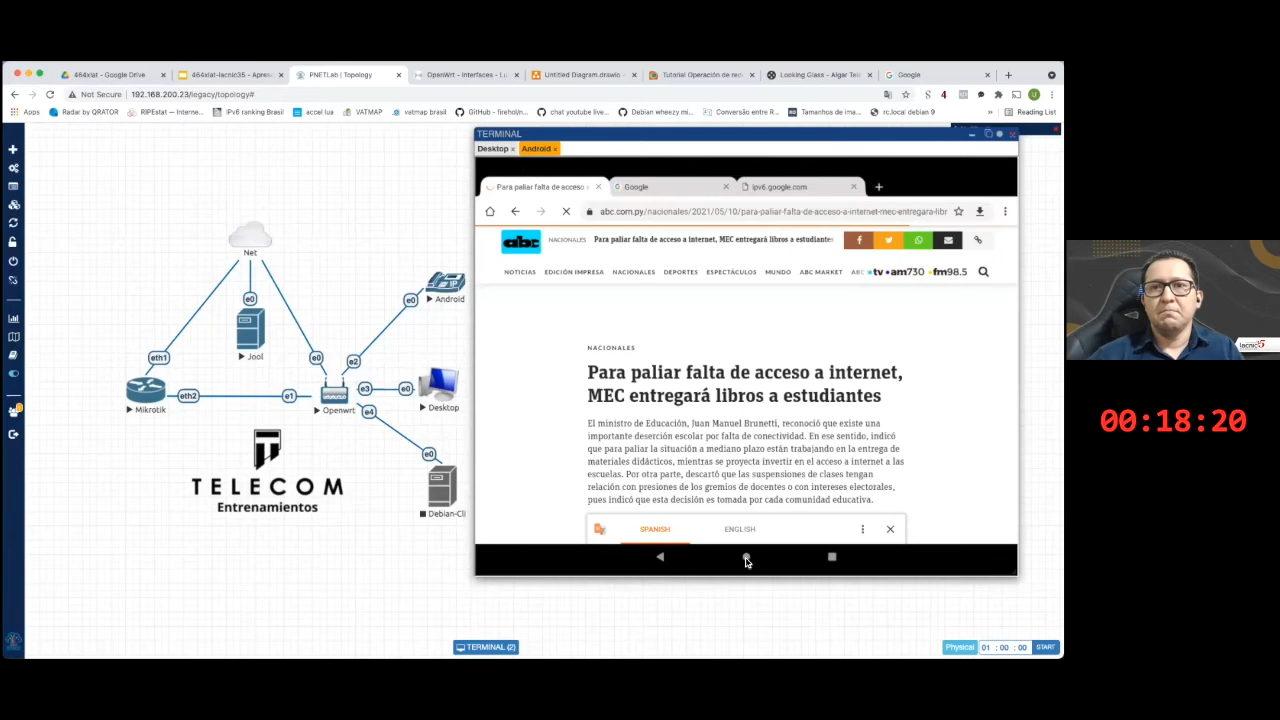 464xlat - Google Drive
464xlat-lacnic35 - Apren
PNETLab | Topology
OpenWrt - Interfaces - L
Untitled Diagram.drawio
Tutorial Operación de red
Looking Glass - Algar Tel
Google
Not Secure | 192.168.200.23/legacy/topology#
Apps
Radar by QRATOR
RIPEstat — Interne...
IPv6 ranking Brasil
accel lua
VATMAP
vatmap brasil
GitHub - firehol/n...
chat youtube live...
Debian wheezy mi...
Conversión entre R...
Tamanhos de ima...
rc.local debian 9
Reading List
TERMINAL
Desktop
Android
Para paliar falta de acceso
Google
ipv6.google.com
abc.com.py/nacionales/2021/05/10/para-paliar-falta-de-acceso-a-internet-mec-entregara-libr
abc
NACIONALES
Para paliar falta de acceso a internet, MEC entregará libros a estudiantes
NOTICIAS
EDICIÓN IMPRESA
NACIONALES
DEPORTES
ESPECTÁCULOS
MUNDO
ABC MARKET
ABC
tv
am730
fm98.5
NACIONALES
Para paliar falta de acceso a internet,
MEC entregará libros a estudiantes
El ministro de Educación, Juan Manuel Brunetti, reconoció que existe una
importante deserción escolar por falta de conectividad. En ese sentido, indicó
que para paliar la situación a mediano plazo están trabajando en la entrega de
materiales didácticos, mientras se proyecta invertir en el acceso a internet a las
escuelas. Por otra parte, descartó que las suspensiones de clases tengan
relación con presiones de los gremios de docentes o con intereses electorales,
pues indicó que esta decisión es tomada por cada comunidad educativa.
SPANISH
ENGLISH
Net
e0
Jool
eth1
Mikrotik
eth2
e1
e0
Openwrt
e2
e0
IP
Android
e3
e0
Desktop
e4
e0
Debian-Cli
TELECOM
Entrenamientos
TERMINAL (2)
Physical
01 : 00 : 00
START
lacnic35
00:18:20